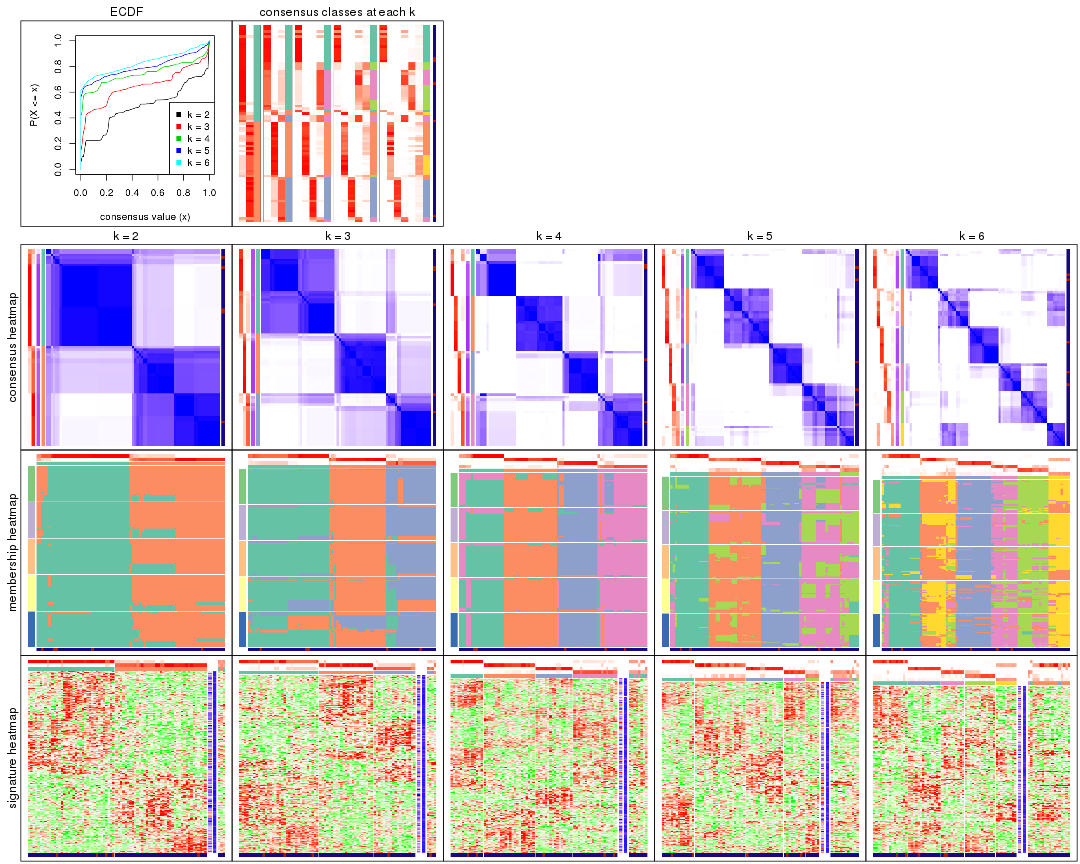 ECDF
consensus classes at each k
P(X <= x)
0.0 0.2 0.4 0.6 0.8 1.0
k = 2
k = 3
k = 4
k = 5
k = 6
0.0 0.2 0.4 0.6 0.8 1.0
consensus value (x)
k = 2 k = 3 k = 4 k = 5 k = 6
consensus heatmap
membership heatmap
signature heatmap